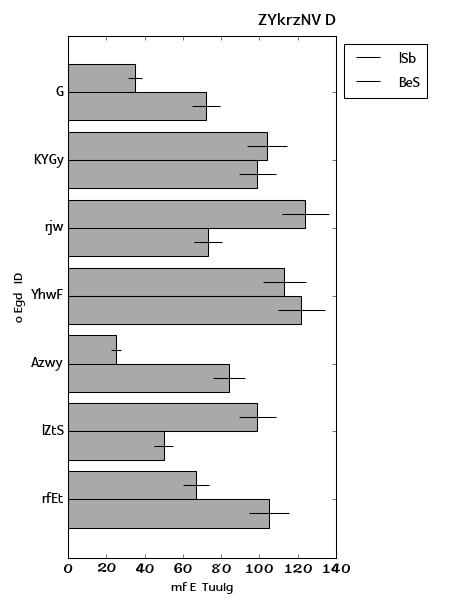 ZYkrzNV D
lSb
BeS
G
KYGy
rjw
YhwF
Azwy
lZtS
rfEt
o Egd ID
0 20 40 60 80 100 120 140
mf E Tuulg